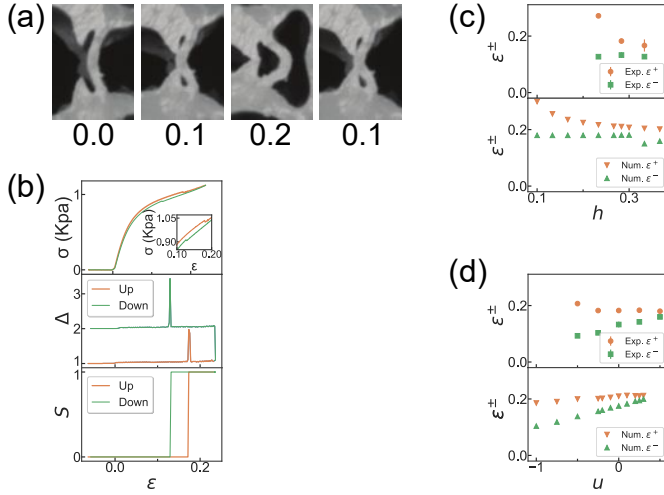 (a)
0.0
0.1
0.2
0.1
(b)
σ (Kpa)
1
0
σ (Kpa)
1.05
0.90
0.10
0.20
ε
Δ
3
2
1
Up
Down
S
1
0
Up
Down
0.0
0.1
0.2
ε
(c)
ε±
0.2
0.0
Exp. ε+
Exp. ε−
ε±
0.2
0.0
Num. ε+
Num. ε−
0.1
0.3
h
(d)
ε±
0.2
0.0
Exp. ε+
Exp. ε−
ε±
0.2
0.0
Num. ε+
Num. ε−
-1
0
u